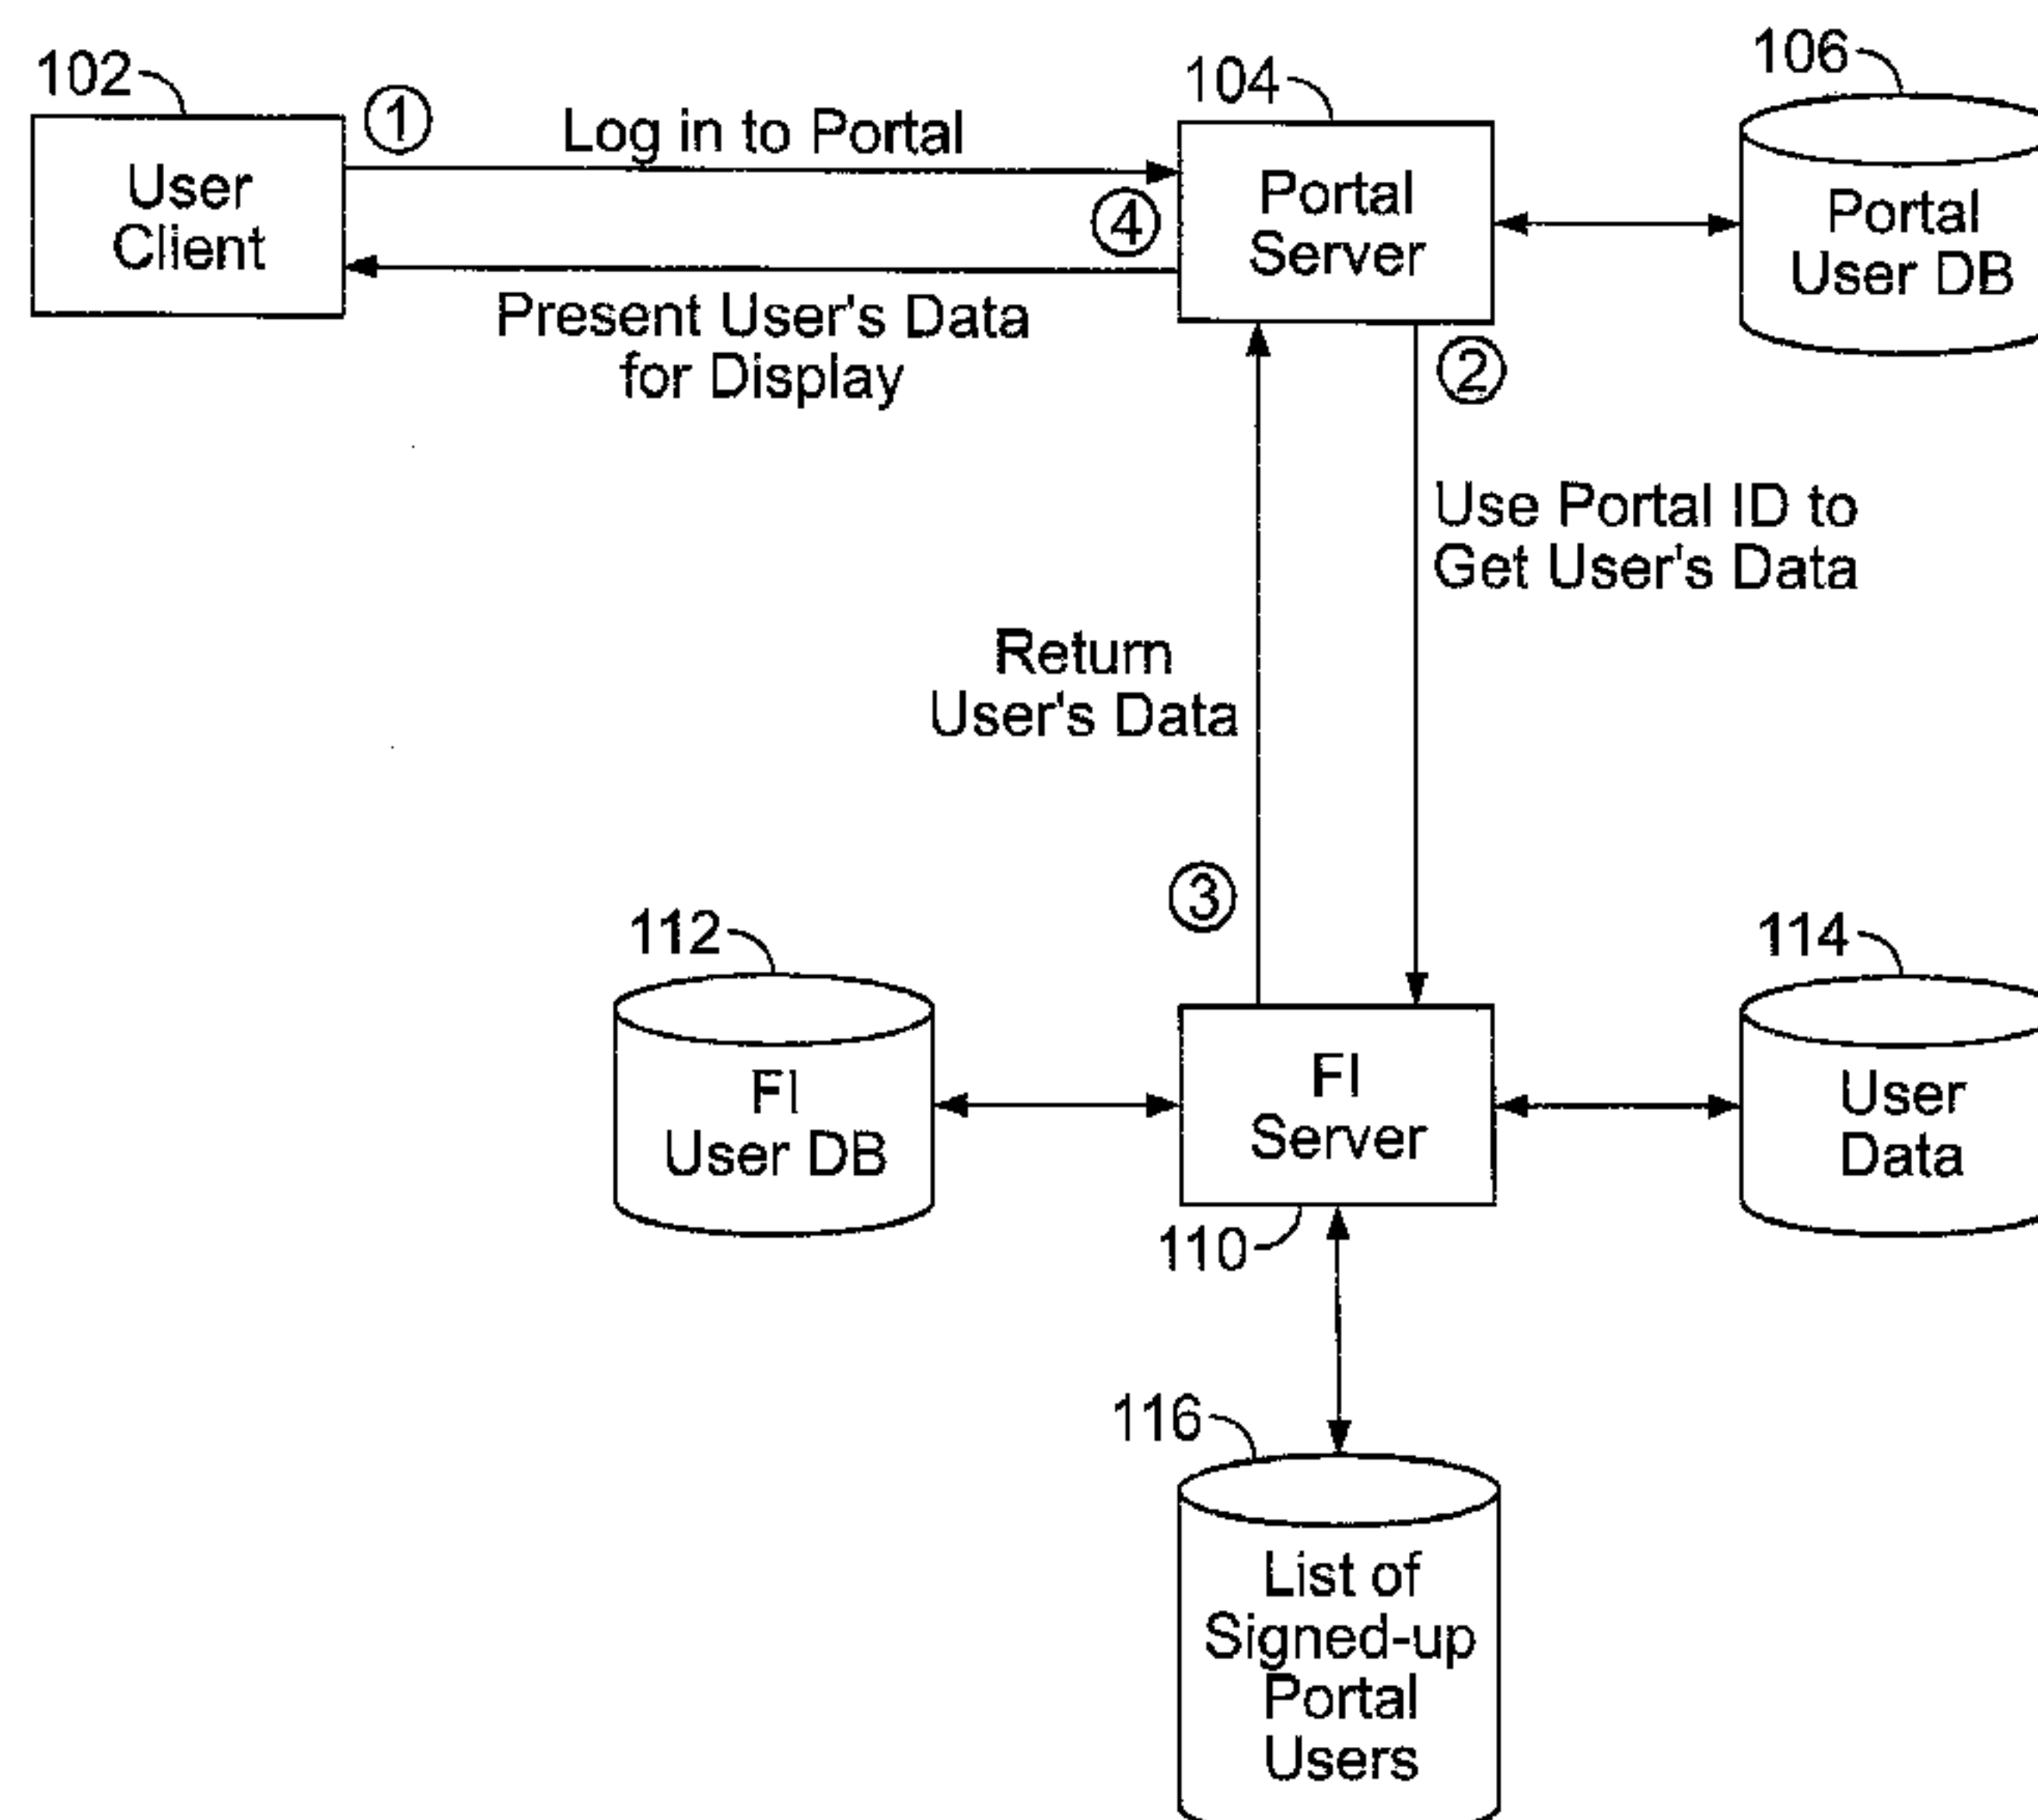 102
1
Log in to Portal
104
106
User
Client
4
Portal
Server
Portal
User DB
Present User's Data
for Display
2
Use Portal ID to
Get User's Data
Return
User's Data
3
112
114
FI
User DB
FI
Server
User
Data
110
116
List of
Signed-up
Portal
Users